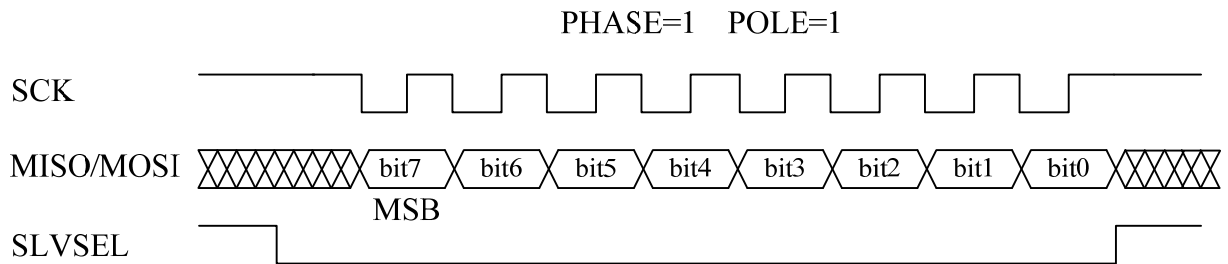 PHASE=1 POLE=1
SCK
MISO/MOSI bit7 bit6 bit5 bit4 bit3 bit2 bit1 bit0
MSB
SLVSEL